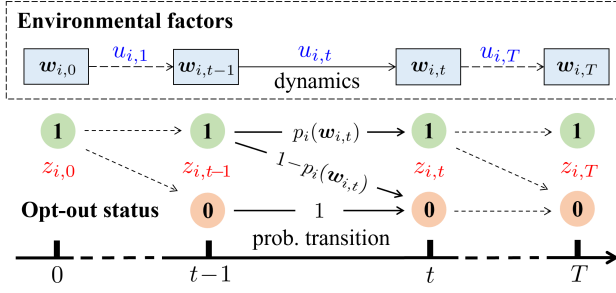 Environmental factors
u_{i,1} u_{i,t} u_{i,T}
w_{i,0} w_{i,t−1} w_{i,t} w_{i,T}
dynamics
1 1 p_i(w_{i,t}) 1 1
z_{i,0} z_{i,t−1} 1−p_i(w_{i,t}) z_{i,t} z_{i,T}
Opt-out status 0 1 0 0
prob. transition
0 t−1 t T